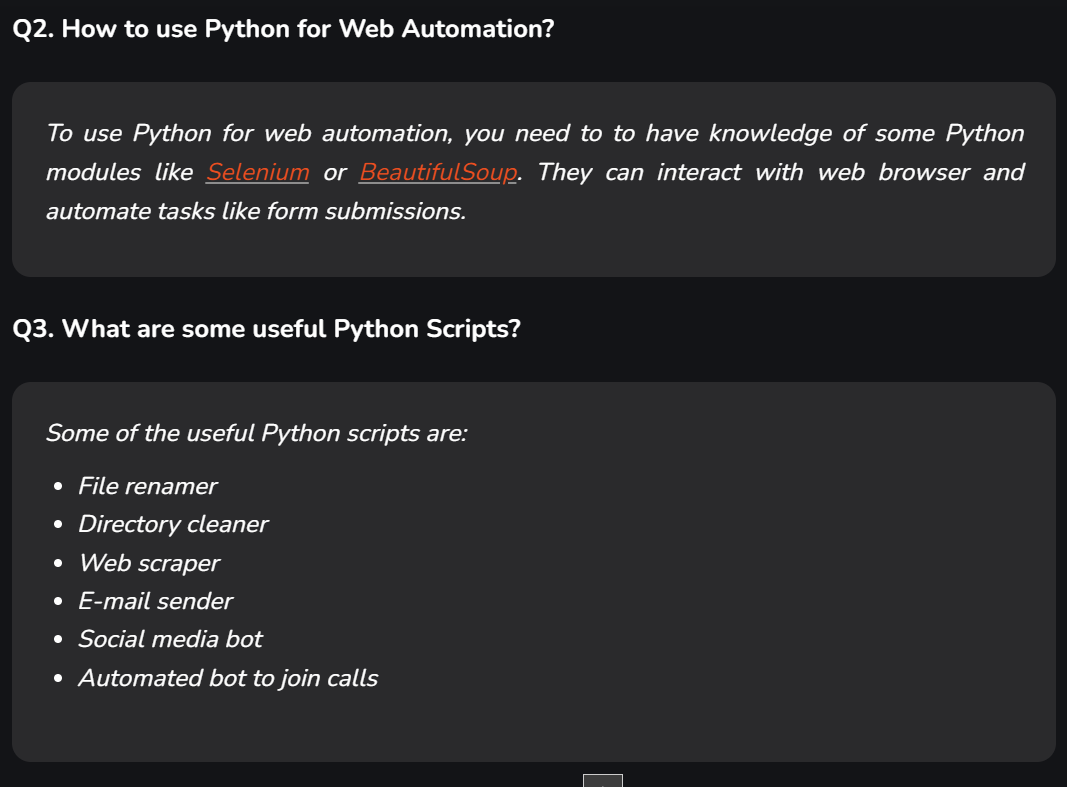 Q2. How to use Python for Web Automation?
To use Python for web automation, you need to to have knowledge of some Python
modules like Selenium or BeautifulSoup. They can interact with web browser and
automate tasks like form submissions.
Q3. What are some useful Python Scripts?
Some of the useful Python scripts are:
• File renamer
• Directory cleaner
• Web scraper
• E-mail sender
• Social media bot
• Automated bot to join calls